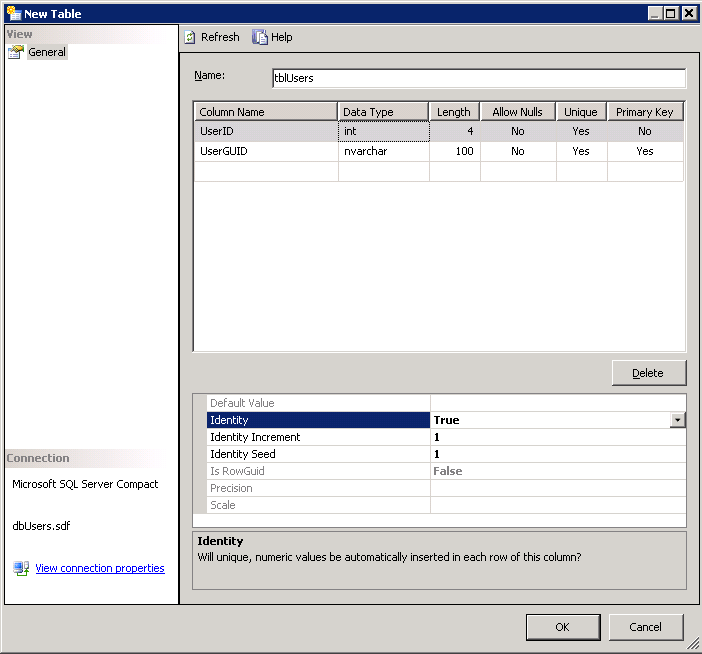 New Table
View
General
Refresh Help
Name: tblUsers
Column Name Data Type Length Allow Nulls Unique Primary Key
UserID int 4 No Yes No
UserGUID nvarchar 100 No Yes Yes
Delete
Default Value
Identity True
Identity Increment 1
Identity Seed 1
Is RowGuid False
Precision
Scale
Connection
Microsoft SQL Server Compact
dbUsers.sdf
View connection properties
Identity
Will unique, numeric values be automatically inserted in each row of this column?
OK Cancel